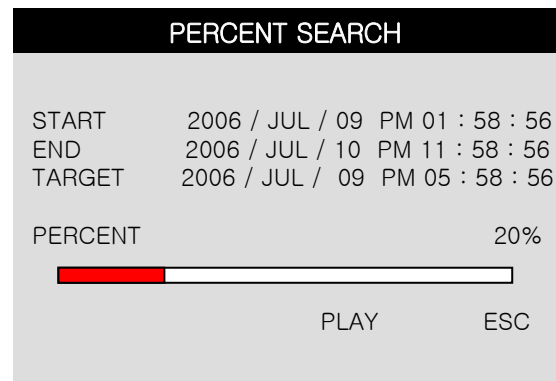 PERCENT SEARCH
START 2006 / JUL / 09 PM 01 : 58 : 56
END 2006 / JUL / 10 PM 11 : 58 : 56
TARGET 2006 / JUL / 09 PM 05 : 58 : 56
PERCENT 20%
PLAY ESC